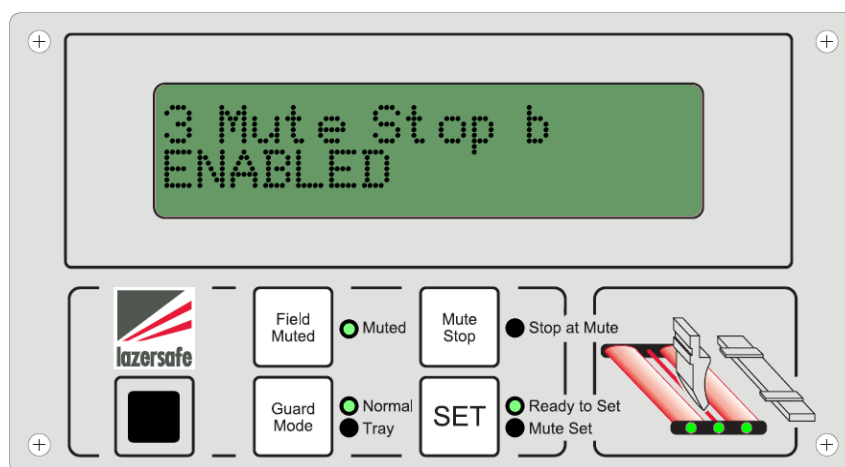 3 Mute Stop b
ENABLED
lazersafe
Field
Muted
Muted
Mute
Stop
Stop at Mute
Guard
Mode
Normal
Tray
SET
Ready to Set
Mute Set